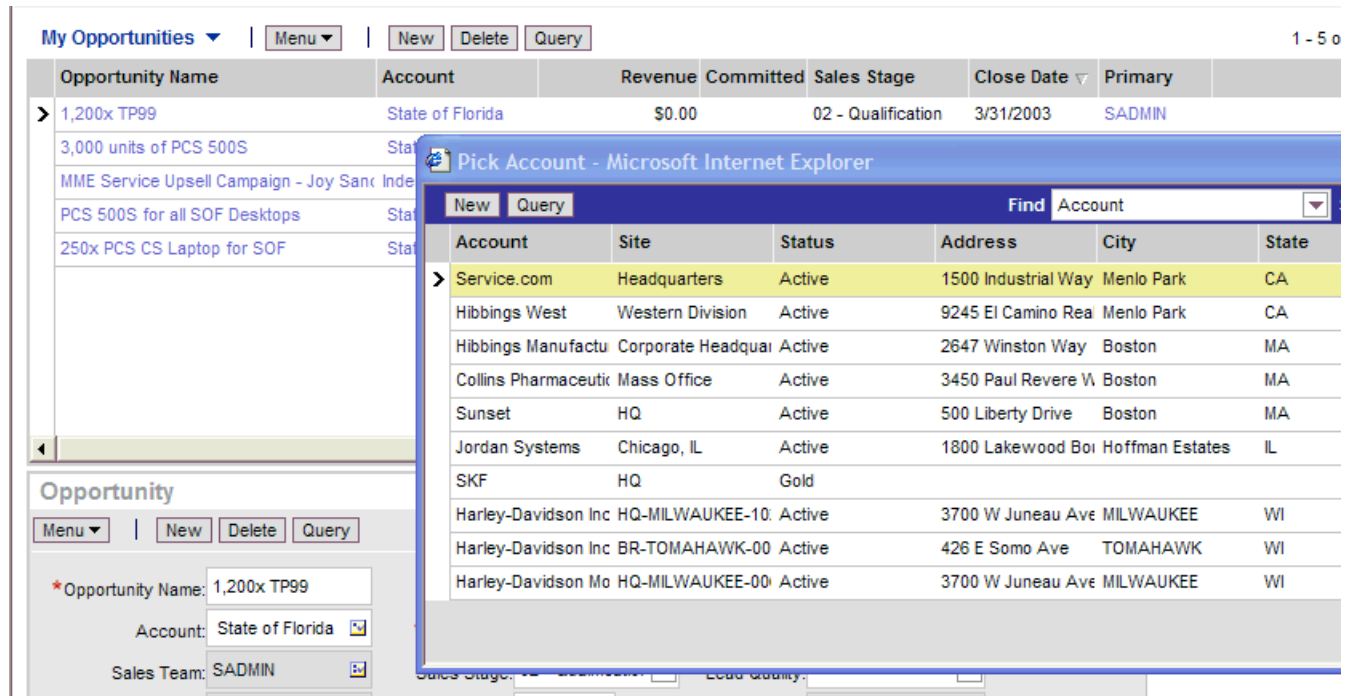 My Opportunities Menu New Delete Query 1 - 5 o
Opportunity Name Account Revenue Committed Sales Stage Close Date Primary
1,200x TP99 State of Florida $0.00 02 - Qualification 3/31/2003 SADMIN
3,000 units of PCS 500S Stat
MME Service Upsell Campaign - Joy Sanc Inde
PCS 500S for all SOF Desktops Stat
250x PCS CS Laptop for SOF Stat
Pick Account - Microsoft Internet Explorer
New Query Find Account
Account Site Status Address City State
Service.com Headquarters Active 1500 Industrial Way Menlo Park CA
Hibbings West Western Division Active 9245 El Camino Real Menlo Park CA
Hibbings Manufactu Corporate Headquar Active 2647 Winston Way Boston MA
Collins Pharmaceutic Mass Office Active 3450 Paul Revere W Boston MA
Sunset HQ Active 500 Liberty Drive Boston MA
Jordan Systems Chicago, IL Active 1800 Lakewood Bou Hoffman Estates IL
SKF HQ Gold
Harley-Davidson Inc HQ-MILWAUKEE-10 Active 3700 W Juneau Ave MILWAUKEE WI
Harley-Davidson Inc BR-TOMAHAWK-00 Active 426 E Somo Ave TOMAHAWK WI
Harley-Davidson Mo HQ-MILWAUKEE-00 Active 3700 W Juneau Ave MILWAUKEE WI
Opportunity
Menu New Delete Query
*Opportunity Name: 1,200x TP99
Account: State of Florida
Sales Team: SADMIN
Sales Stage: Lead Quality: